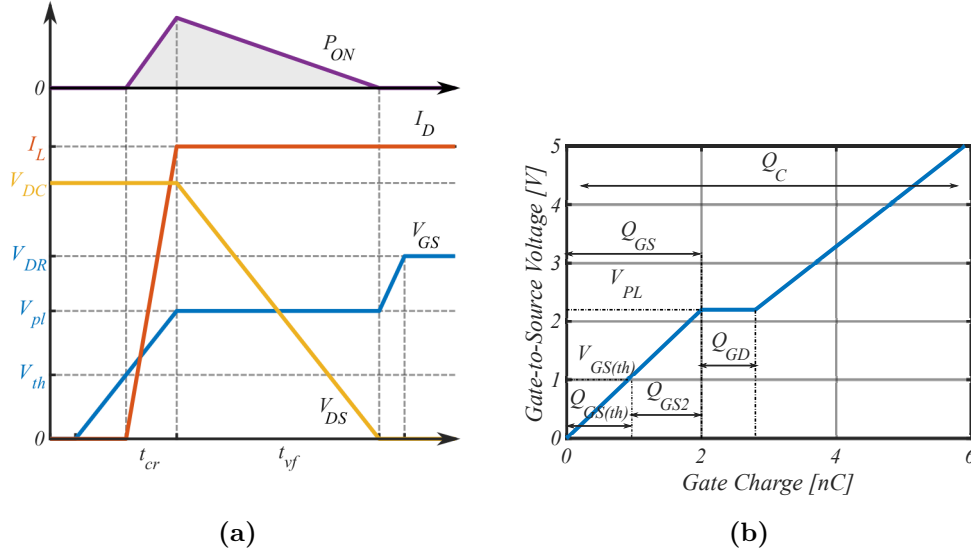 P_ON
0
I_D
I_L
V_DC
V_GS
V_DR
V_pl
V_th
V_DS
0
t_cr
t_vf
(a)
5
Q_C
4
Q_GS
3
V_PL
2
Q_GD
V_GS(th)
1
Q_GS2
Q_GS(th)
0
0
2
4
6
Gate-to-Source Voltage [V]
Gate Charge [nC]
(b)